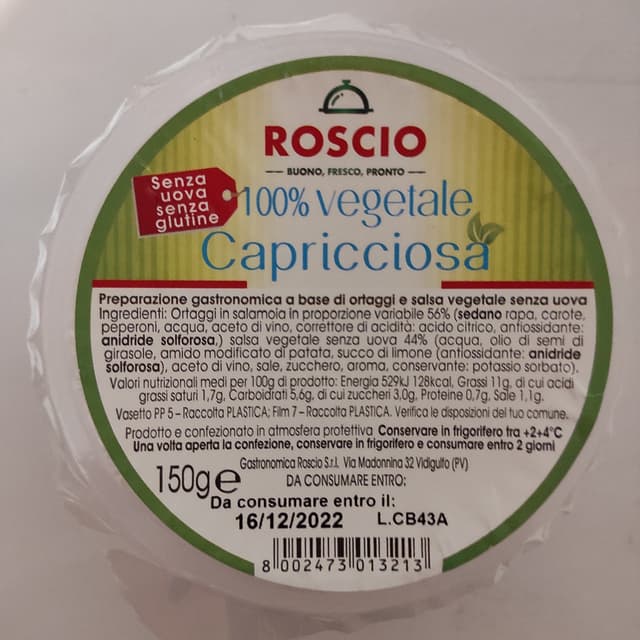 ROSCIO
BUONO, FRESCO, PRONTO
Senza
uova
senza
glutine
100% vegetale
Capricciosa
Preparazione gastronomica a base di ortaggi e salsa vegetale senza uova
Ingredienti: Ortaggi in salamoia in proporzione variabile 56% (sedano rapa, carote,
peperoni, acqua, aceto di vino, correttore di acidità: acido citrico, antiossidante:
anidride solforosa,) salsa vegetale senza uova 44% (acqua, olio di semi di
girasole, amido modificato di patata, succo di limone (antiossidante: anidride
solforosa), aceto di vino, sale, zucchero, aroma, conservante: potassio sorbato).
Valori nutrizionali medi per 100g di prodotto: Energia 529kJ 128kcal, Grassi 11g, di cui acidi
grassi saturi 1,7g, Carboidrati 5,6g, di cui zuccheri 3,0g, Proteine 0,7g, Sale 1,1g.
Vasetto PP 5 – Raccolta PLASTICA; Film 7 – Raccolta PLASTICA. Verifica le disposizioni del tuo comune.
Prodotto e confezionato in atmosfera protettiva Conservare in frigorifero tra +2+4°C
Una volta aperta la confezione, conservare in frigorifero e consumare entro 2 giorni
Gastronomica Roscio S.r.l. Via Madonnina 32 Vidigulfo (PV)
150g e
DA CONSUMARE ENTRO:
Da consumare entro il:
16/12/2022 L.CB43A
8 002473 013213